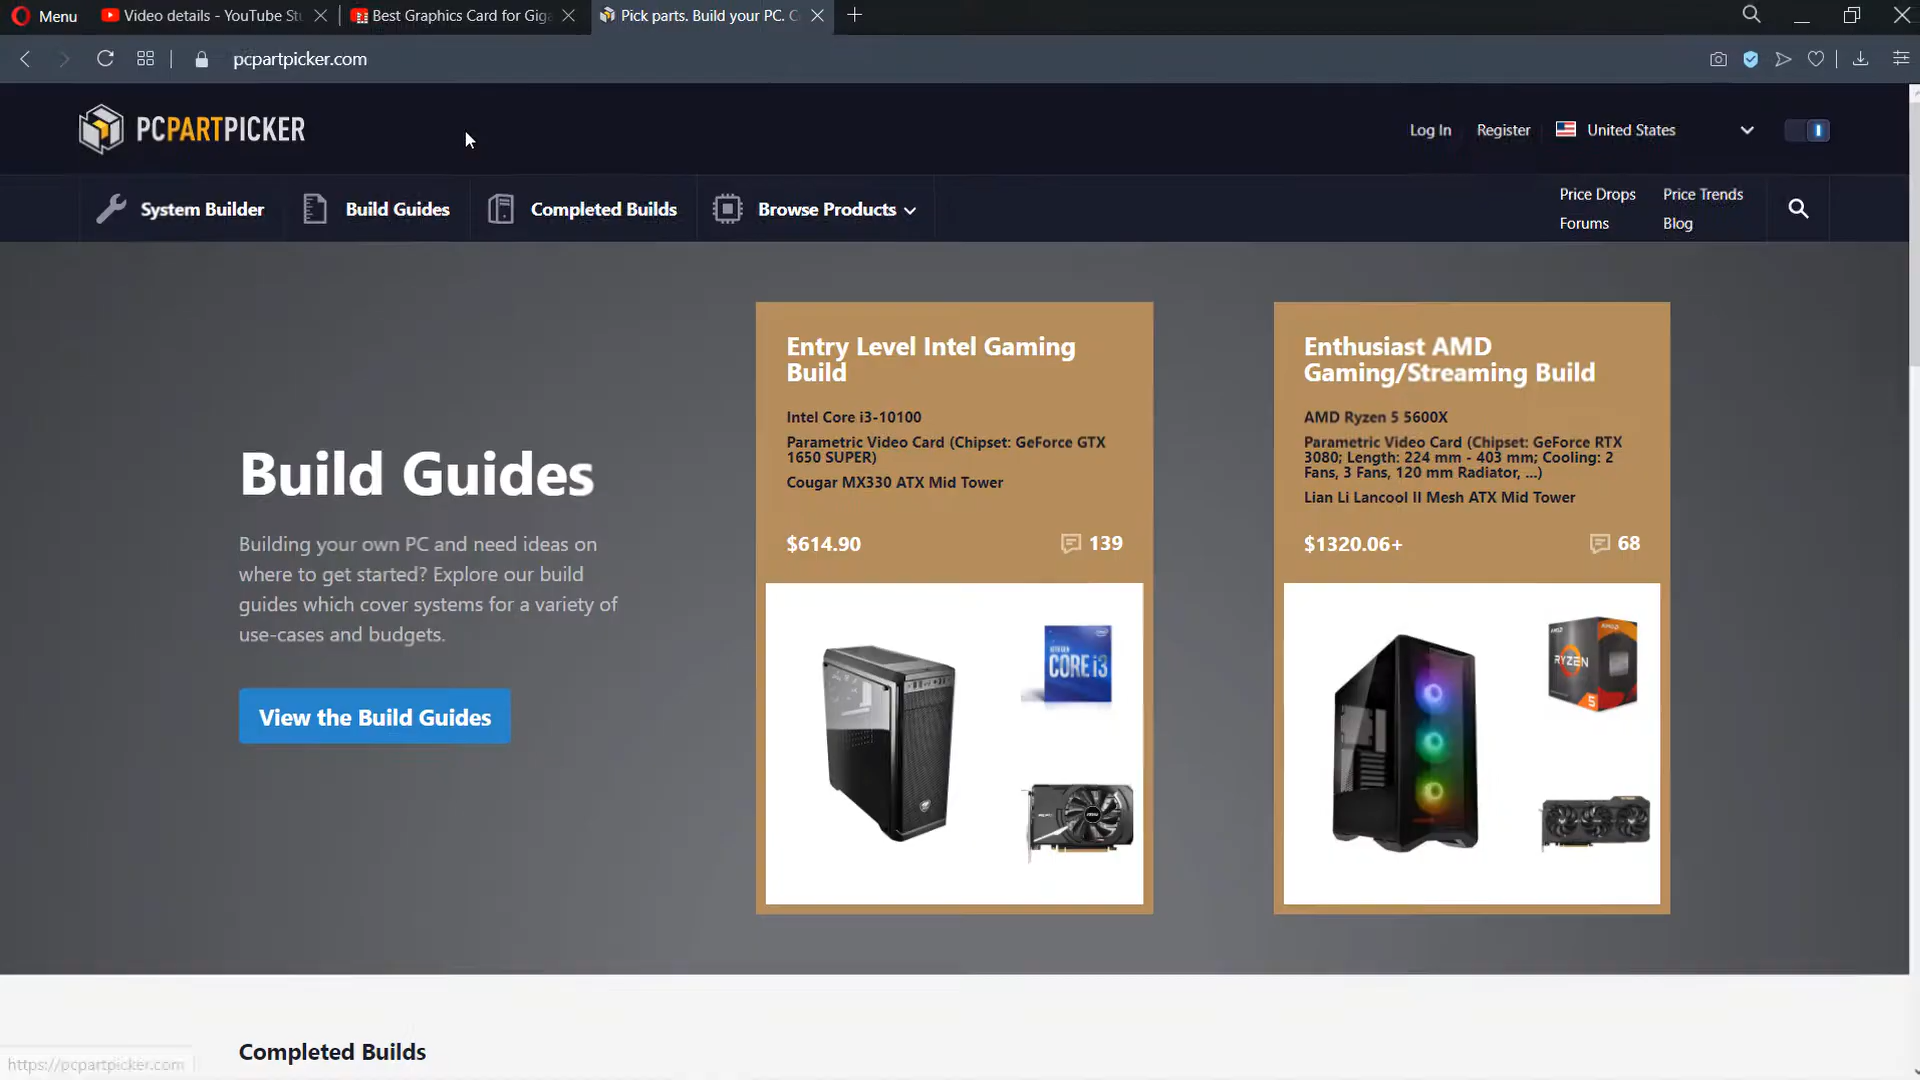 Menu
Video details - YouTube Stu
Best Graphics Card for Giga
Pick parts. Build your PC. C
pcpartpicker.com
PCPARTPICKER
Log In
Register
United States
System Builder
Build Guides
Completed Builds
Browse Products
Price Drops
Price Trends
Forums
Blog
Build Guides
Building your own PC and need ideas on
where to get started? Explore our build
guides which cover systems for a variety of
use-cases and budgets.
View the Build Guides
Entry Level Intel Gaming
Build
Intel Core i3-10100
Parametric Video Card (Chipset: GeForce GTX
1650 SUPER)
Cougar MX330 ATX Mid Tower
$614.90
139
CORE i3
Enthusiast AMD
Gaming/Streaming Build
AMD Ryzen 5 5600X
Parametric Video Card (Chipset: GeForce RTX
3080; Length: 224 mm - 403 mm; Cooling: 2
Fans, 3 Fans, 120 mm Radiator, ...)
Lian Li Lancool II Mesh ATX Mid Tower
$1320.06+
68
RYZEN
5
Completed Builds
https://pcpartpicker.com